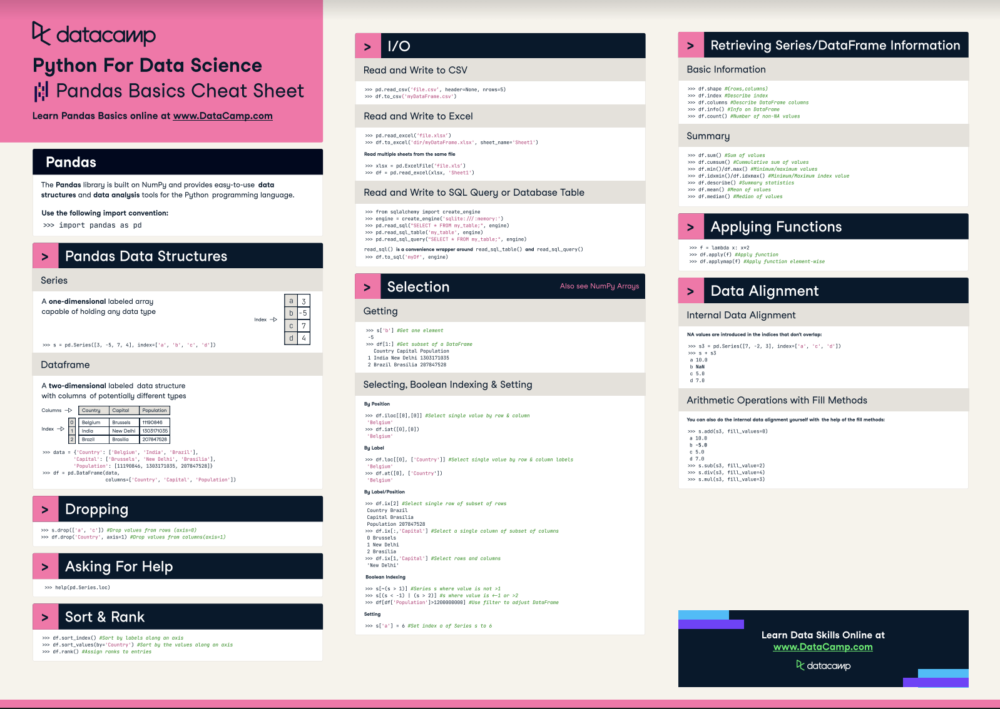 datacamp
Python For Data Science
Pandas Basics Cheat Sheet
Learn Pandas Basics online at www.DataCamp.com
Pandas
The Pandas library is built on NumPy and provides easy-to-use data
structures and data analysis tools for the Python programming language.
Use the following import convention:
>>> import pandas as pd
> Pandas Data Structures
Series
A one-dimensional labeled array
capable of holding any data type
Index
a 3
b -5
c 7
d 4
>>> s = pd.Series([3, -5, 7, 4], index=['a', 'b', 'c', 'd'])
Dataframe
A two-dimensional labeled data structure
with columns of potentially different types
Columns Country Capital Population
Index
0 Belgium Brussels 11190846
1 India New Delhi 1303171035
2 Brazil Brasilia 207847528
>>> data = {'Country': ['Belgium', 'India', 'Brazil'],
'Capital': ['Brussels', 'New Delhi', 'Brasília'],
'Population': [11190846, 1303171035, 207847528]}
>>> df = pd.DataFrame(data,
columns=['Country', 'Capital', 'Population'])
> Dropping
>>> s.drop(['a', 'c']) #Drop values from rows (axis=0)
>>> df.drop('Country', axis=1) #Drop values from columns(axis=1)
> Asking For Help
>>> help(pd.Series.loc)
> Sort & Rank
>>> df.sort_index() #Sort by labels along an axis
>>> df.sort_values(by='Country') #Sort by the values along an axis
>>> df.rank() #Assign ranks to entries
> I/O
Read and Write to CSV
>>> pd.read_csv('file.csv', header=None, nrows=5)
>>> df.to_csv('myDataFrame.csv')
Read and Write to Excel
>>> pd.read_excel('file.xlsx')
>>> df.to_excel('dir/myDataFrame.xlsx', sheet_name='Sheet1')
Read multiple sheets from the same file
>>> xlsx = pd.ExcelFile('file.xls')
>>> df = pd.read_excel(xlsx, 'Sheet1')
Read and Write to SQL Query or Database Table
>>> from sqlalchemy import create_engine
>>> engine = create_engine('sqlite:///:memory:')
>>> pd.read_sql("SELECT * FROM my_table;", engine)
>>> pd.read_sql_table('my_table', engine)
>>> pd.read_sql_query("SELECT * FROM my_table;", engine)
read_sql() is a convenience wrapper around read_sql_table() and read_sql_query()
>>> df.to_sql('myDf', engine)
> Selection Also see NumPy Arrays
Getting
>>> s['b'] #Get one element
-5
>>> df[1:] #Get subset of a DataFrame
Country Capital Population
1 India New Delhi 1303171035
2 Brazil Brasília 207847528
Selecting, Boolean Indexing & Setting
By Position
>>> df.iloc[[0],[0]] #Select single value by row & column
'Belgium'
>>> df.iat([0],[0])
'Belgium'
By Label
>>> df.loc[[0], ['Country']] #Select single value by row & column labels
'Belgium'
>>> df.at([0], ['Country'])
'Belgium'
By Label/Position
>>> df.ix[2] #Select single row of subset of rows
Country Brazil
Capital Brasília
Population 207847528
>>> df.ix[:,'Capital'] #Select a single column of subset of columns
0 Brussels
1 New Delhi
2 Brasília
>>> df.ix[1,'Capital'] #Select rows and columns
'New Delhi'
Boolean Indexing
>>> s[~(s > 1)] #Series s where value is not >1
>>> s[(s < -1) | (s > 2)] #s where value is <-1 or >2
>>> df[df['Population']>1200000000] #Use filter to adjust DataFrame
Setting
>>> s['a'] = 6 #Set index a of Series s to 6
> Retrieving Series/DataFrame Information
Basic Information
>>> df.shape #(rows,columns)
>>> df.index #Describe index
>>> df.columns #Describe DataFrame columns
>>> df.info() #Info on DataFrame
>>> df.count() #Number of non-NA values
Summary
>>> df.sum() #Sum of values
>>> df.cumsum() #Cummulative sum of values
>>> df.min()/df.max() #Minimum/maximum values
>>> df.idxmin()/df.idxmax() #Minimum/Maximum index value
>>> df.describe() #Summary statistics
>>> df.mean() #Mean of values
>>> df.median() #Median of values
> Applying Functions
>>> f = lambda x: x*2
>>> df.apply(f) #Apply function
>>> df.applymap(f) #Apply function element-wise
> Data Alignment
Internal Data Alignment
NA values are introduced in the indices that don't overlap:
>>> s3 = pd.Series([7, -2, 3], index=['a', 'c', 'd'])
>>> s + s3
a 10.0
b NaN
c 5.0
d 7.0
Arithmetic Operations with Fill Methods
You can also do the internal data alignment yourself with the help of the fill methods:
>>> s.add(s3, fill_values=0)
a 10.0
b -5.0
c 5.0
d 7.0
>>> s.sub(s3, fill_value=2)
>>> s.div(s3, fill_value=4)
>>> s.mul(s3, fill_value=3)
Learn Data Skills Online at
www.DataCamp.com
datacamp